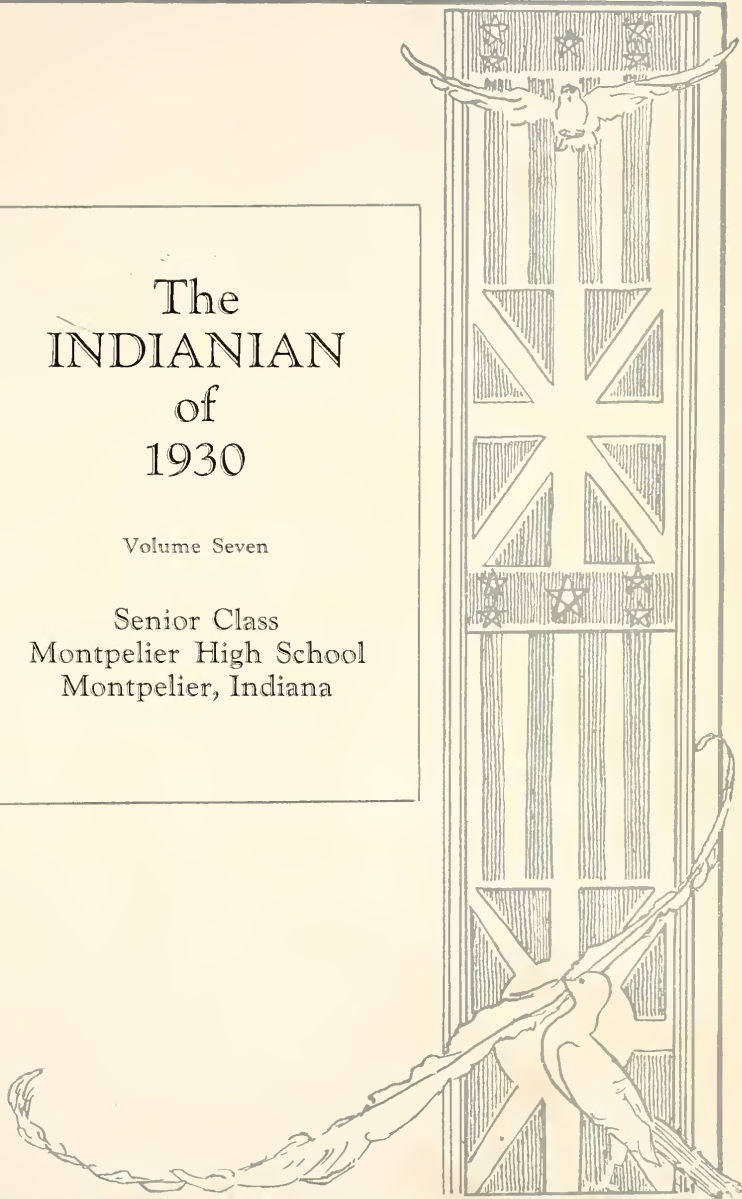 The
INDIANIAN
of
1930
Volume Seven
Senior Class
Montpelier High School
Montpelier, Indiana